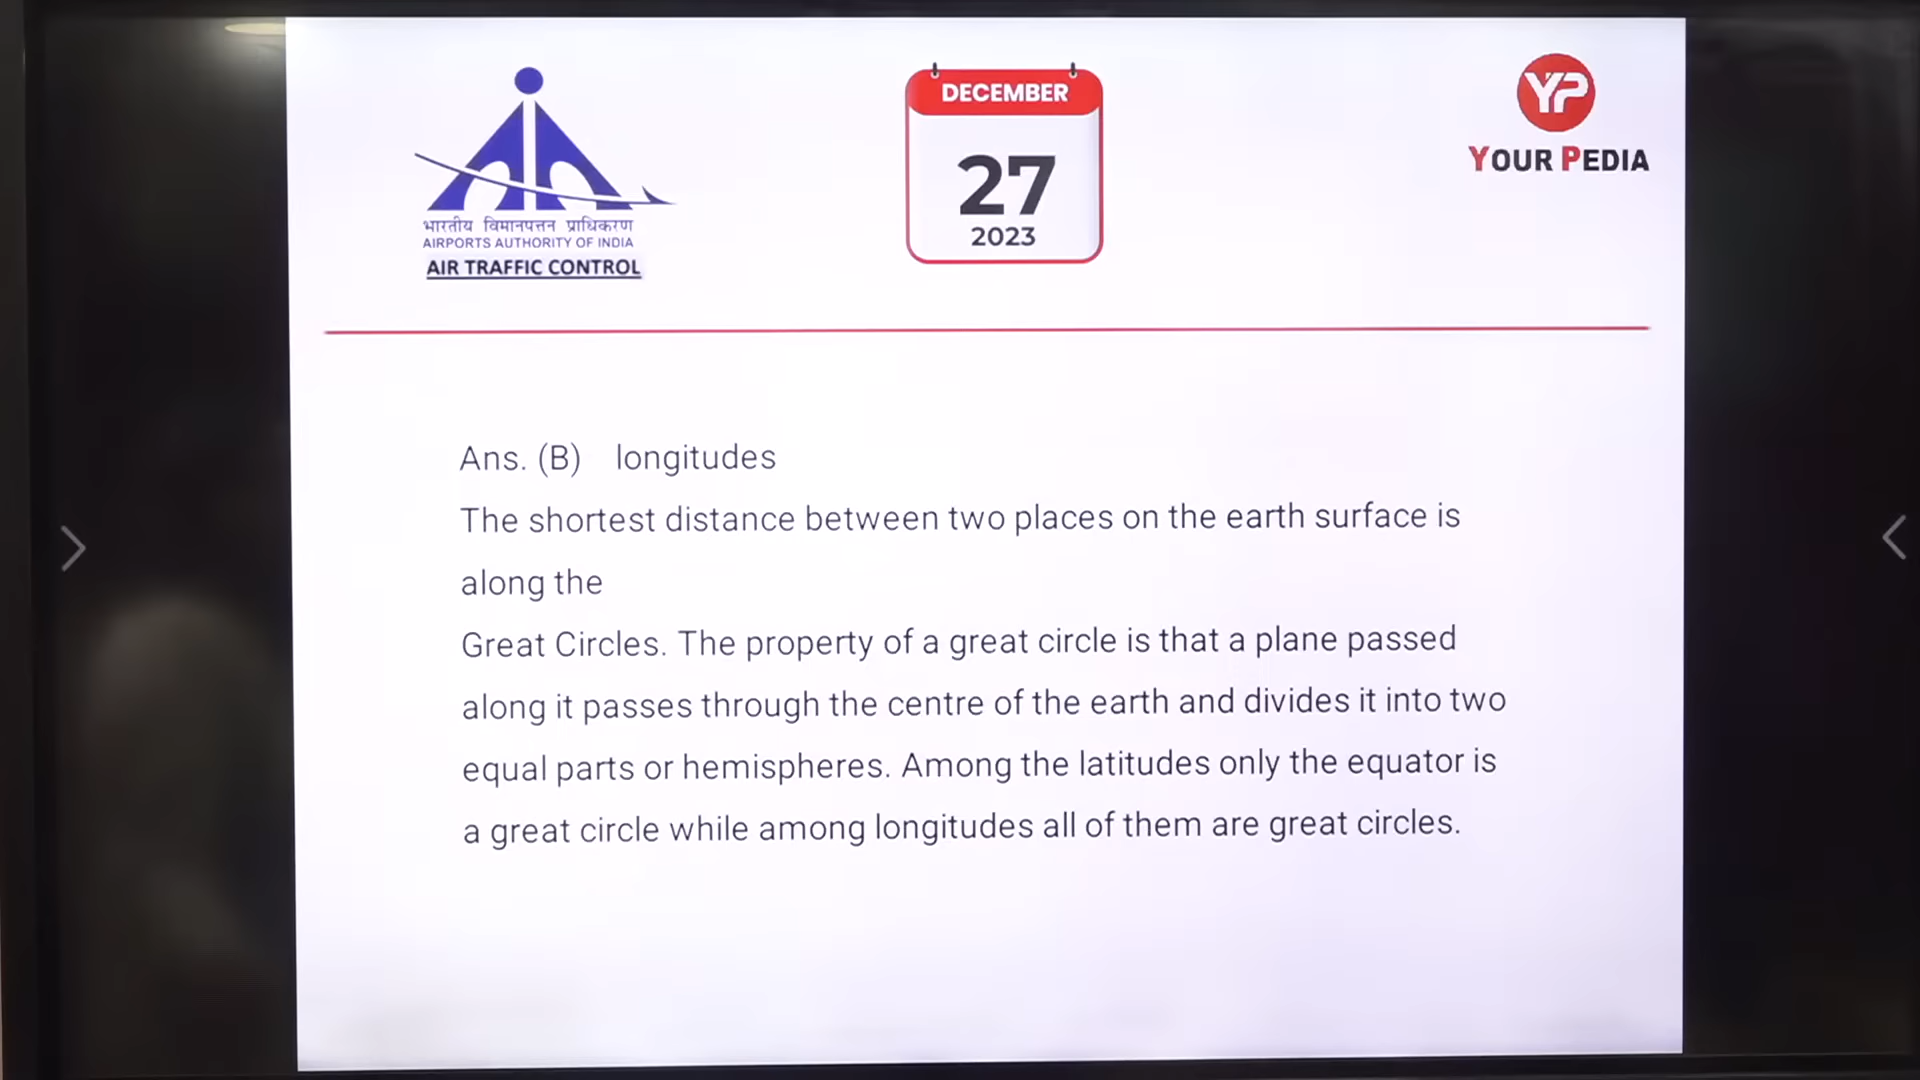 DECEMBER
27
2023
YP
YOUR PEDIA
भारतीय विमानपत्तन प्राधिकरण
AIRPORTS AUTHORITY OF INDIA
AIR TRAFFIC CONTROL
Ans. (B) longitudes
The shortest distance between two places on the earth surface is
along the
Great Circles. The property of a great circle is that a plane passed
along it passes through the centre of the earth and divides it into two
equal parts or hemispheres. Among the latitudes only the equator is
a great circle while among longitudes all of them are great circles.